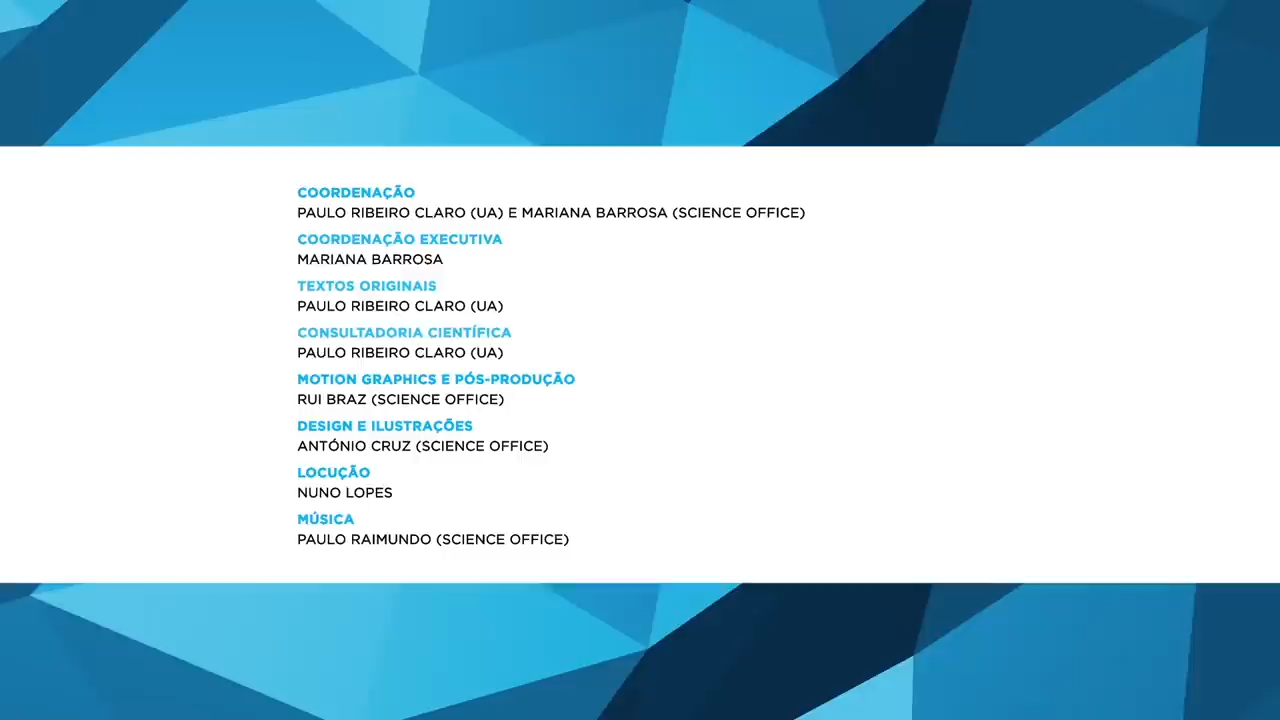 COORDENAÇÃO
PAULO RIBEIRO CLARO (UA) E MARIANA BARROSA (SCIENCE OFFICE)
COORDENAÇÃO EXECUTIVA
MARIANA BARROSA
TEXTOS ORIGINAIS
PAULO RIBEIRO CLARO (UA)
CONSULTADORIA CIENTÍFICA
PAULO RIBEIRO CLARO (UA)
MOTION GRAPHICS E PÓS-PRODUÇÃO
RUI BRAZ (SCIENCE OFFICE)
DESIGN E ILUSTRAÇÕES
ANTÓNIO CRUZ (SCIENCE OFFICE)
LOCUÇÃO
NUNO LOPES
MÚSICA
PAULO RAIMUNDO (SCIENCE OFFICE)